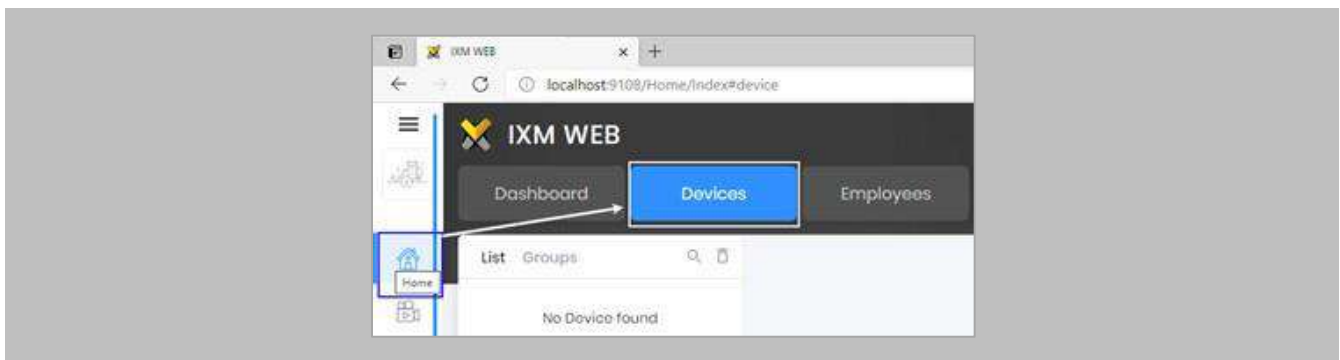 IXM WEB
localhost:9108/Home/Index#device
IXM WEB
Dashboard Devices Employees
List Groups
Home
No Device found